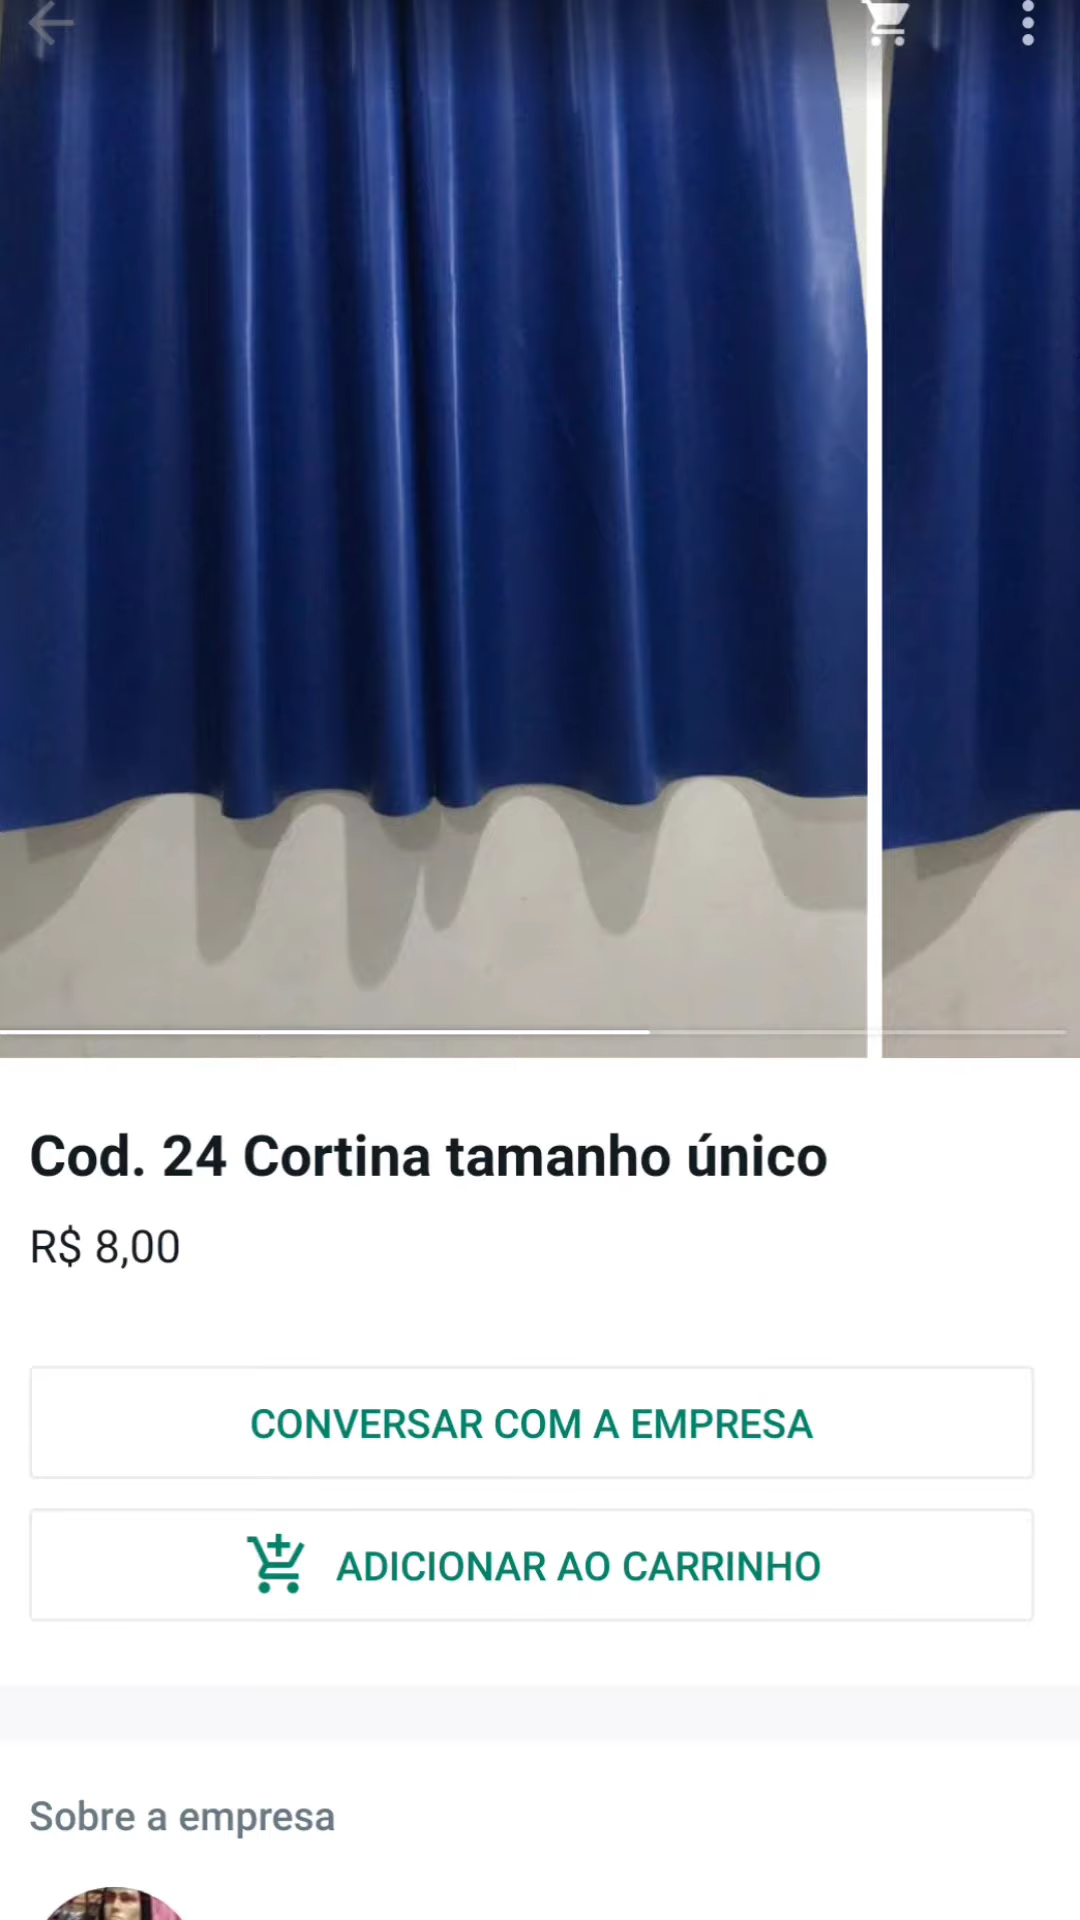 Cod. 24 Cortina tamanho único
R$ 8,00
CONVERSAR COM A EMPRESA
ADICIONAR AO CARRINHO
Sobre a empresa